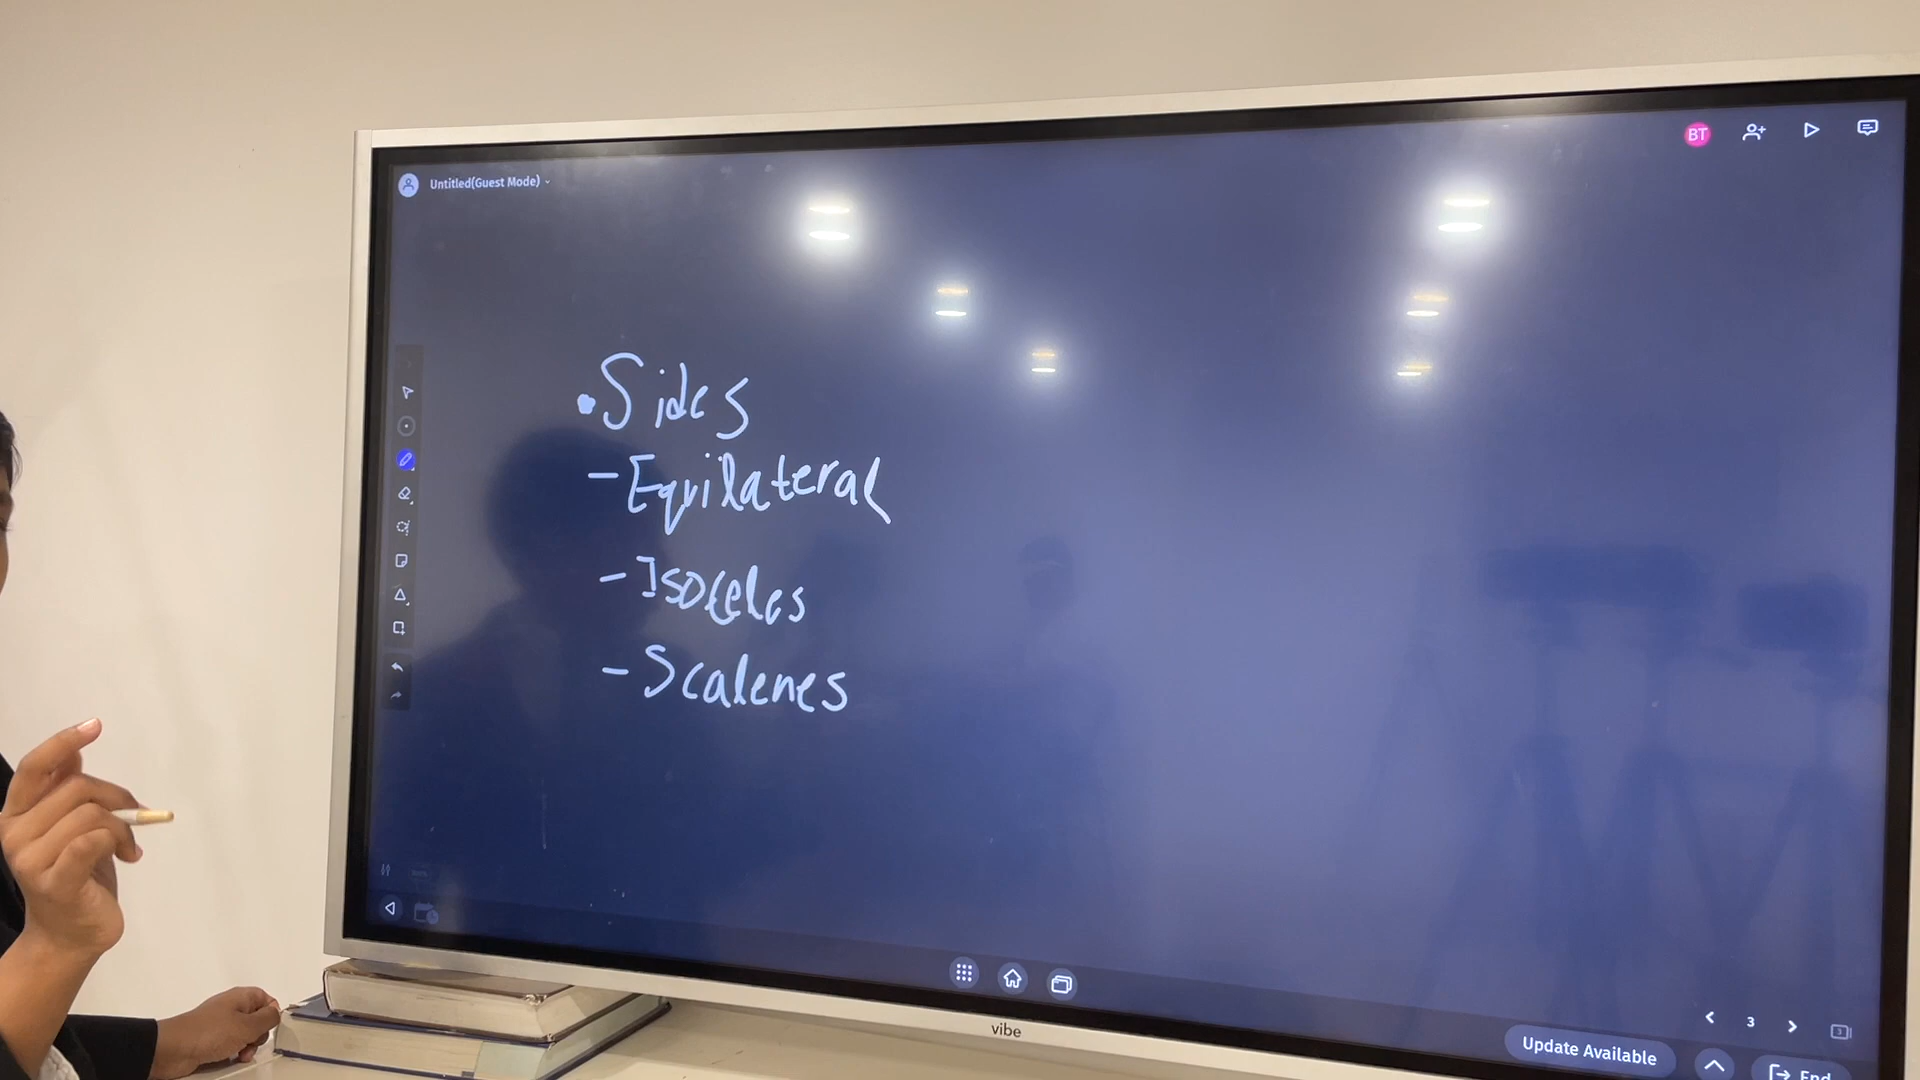 BT
Untitled(Guest Mode)
• Sides
- Equilateral
- Isoceles
- Scalenes
vibe
3
Update Available
End